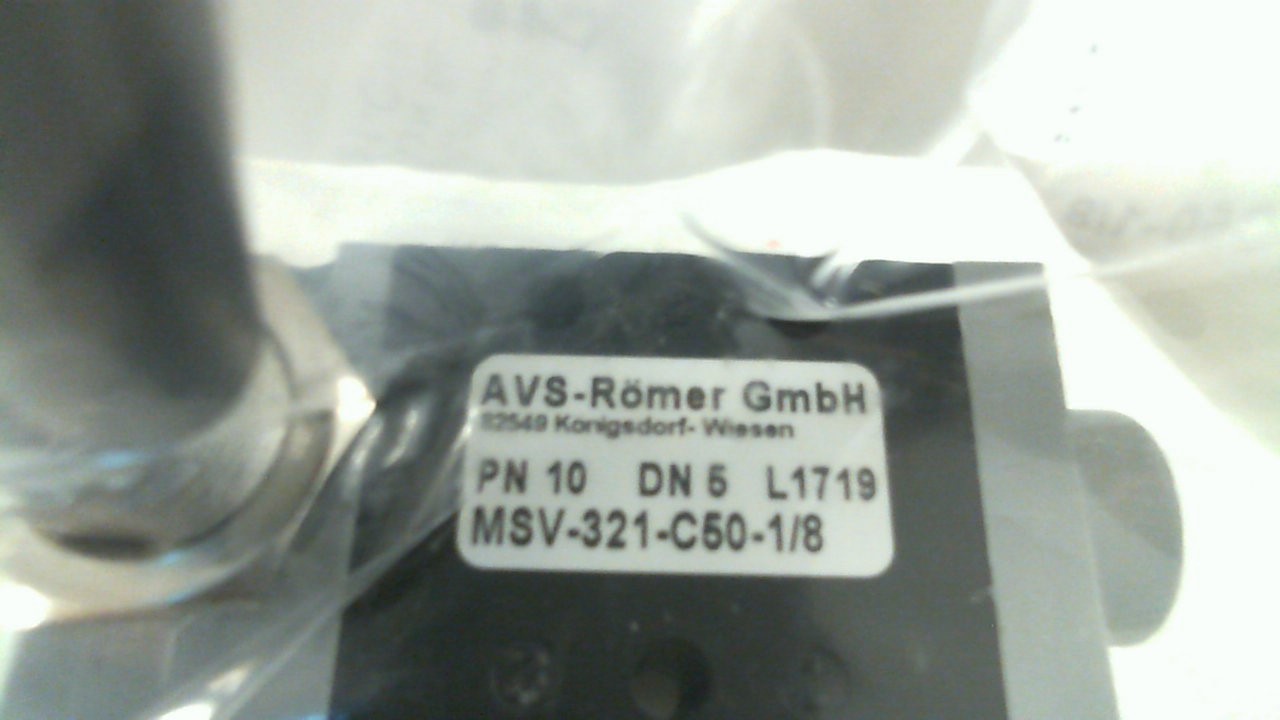 AVS-Römer GmbH
82549 Konigsdorf- Wiesen
PN 10 DN 5 L1719
MSV-321-C50-1/8